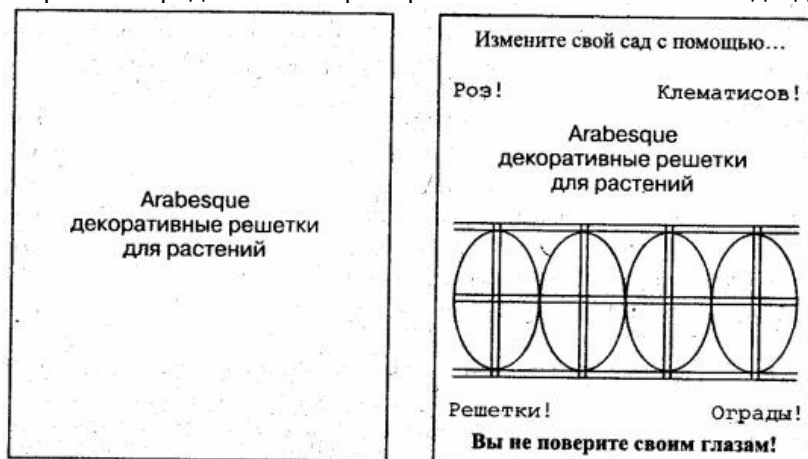 Arabesque
декоративные решетки
для растений
Измените свой сад с помощью...
Роз!
Клематисов!
Arabesque
декоративные решетки
для растений
Решетки!
Ограды!
Вы не поверите своим глазам!